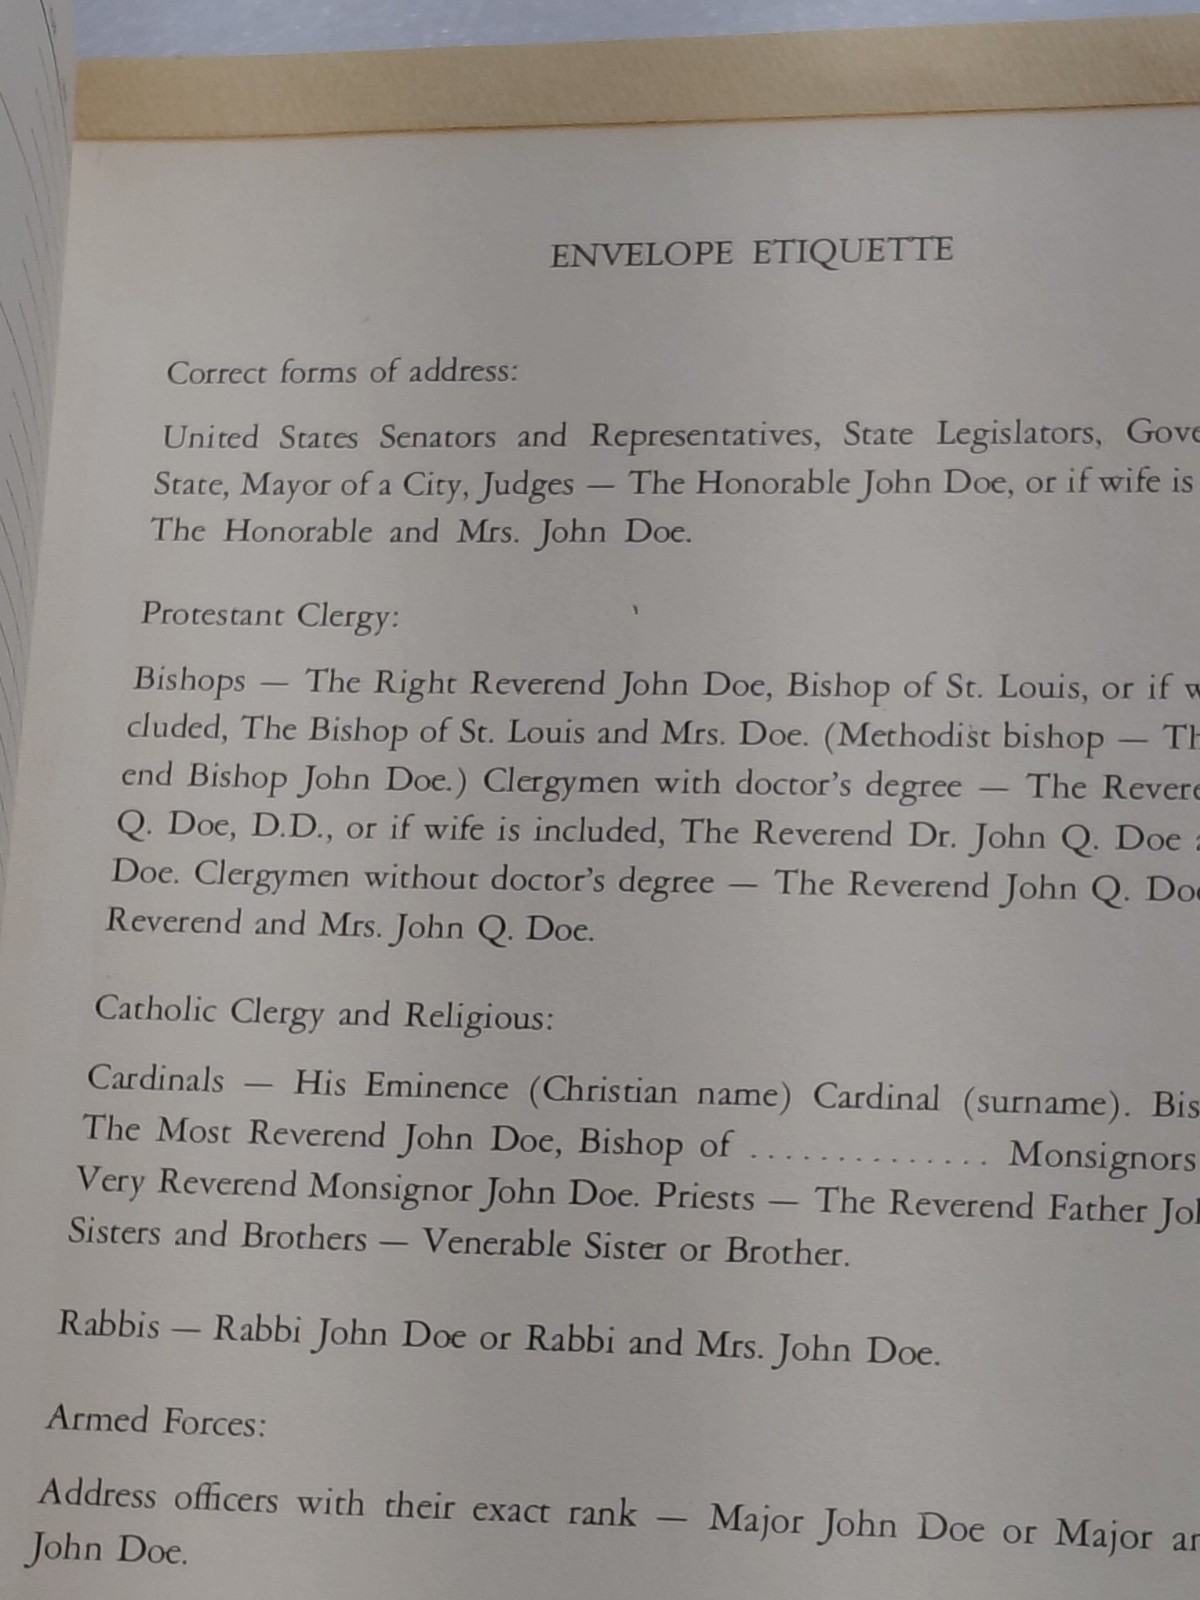 ENVELOPE ETIQUETTE
Correct forms of address:
United States Senators and Representatives, State Legislators,
State, Mayor of a City, Judges — The Honorable John Doe, or if wife is
The Honorable and Mrs. John Doe.
Protestant Clergy:
Bishops — The Right Reverend John Doe, Bishop of St. Louis, or if
cluded, The Bishop of St. Louis and Mrs. Doe. (Methodist bishop —
end Bishop John Doe.) Clergymen with doctor's degree — The
Q. Doe, D.D., or if wife is included, The Reverend Dr. John Q. Doe
Doe. Clergymen without doctor's degree — The Reverend John Q.
Reverend and Mrs. John Q. Doe.
Catholic Clergy and Religious:
Cardinals — His Eminence (Christian name) Cardinal (surname).
The Most Reverend John Doe, Bishop of .............. Monsignors
Very Reverend Monsignor John Doe. Priests — The Reverend Father
Sisters and Brothers — Venerable Sister or Brother.
Rabbis — Rabbi John Doe or Rabbi and Mrs. John Doe.
Armed Forces:
Address officers with their exact rank — Major John Doe or Major
John Doe.